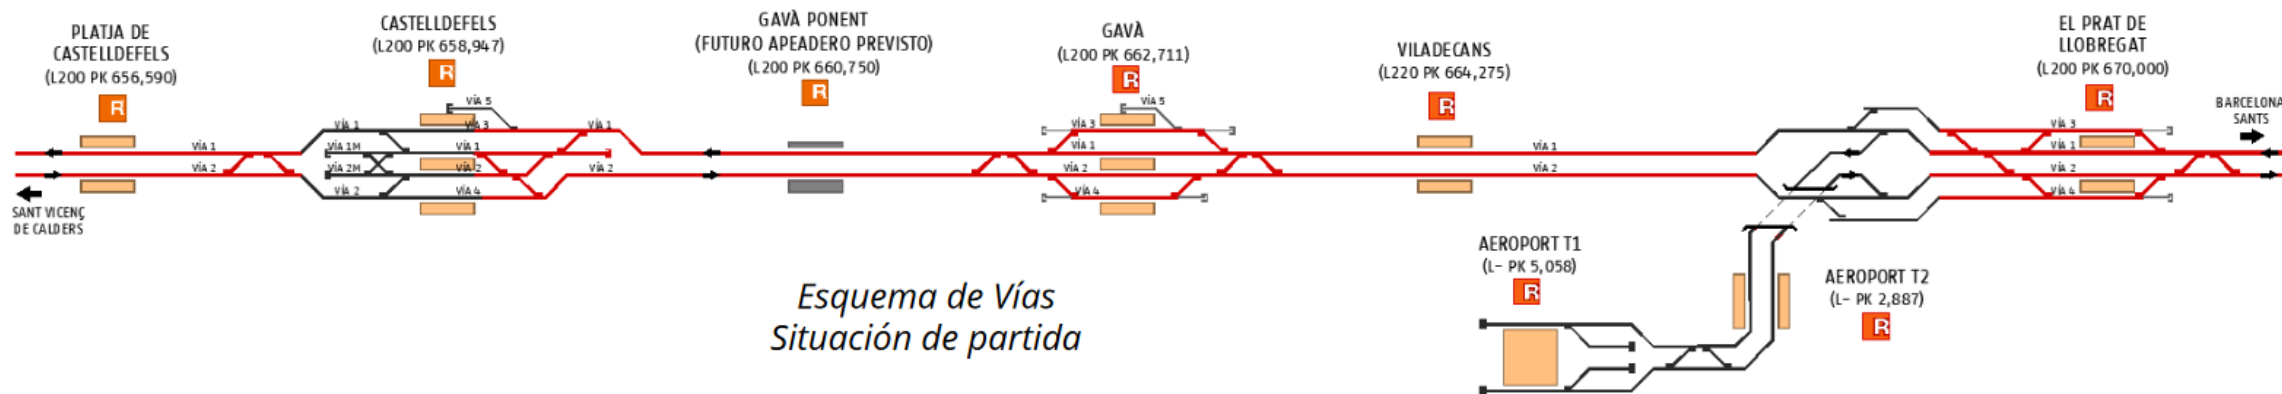 PLATJA DE
CASTELLDEFELS
(L200 PK 656,590)
R
CASTELLDEFELS
(L200 PK 658,947)
R
GAVÀ PONENT
(FUTURO APEADERO PREVISTO)
(L200 PK 660,750)
R
GAVÀ
(L200 PK 662,711)
R
VILADECANS
(L220 PK 664,275)
R
EL PRAT DE
LLOBREGAT
(L200 PK 670,000)
R
BARCELONA
SANTS
VÍA 5
VÍA 1
VÍA 3
VÍA 1
VÍA 1
VÍA 1M
VÍA 1
VÍA 2
VÍA 2M
VÍA 2
VÍA 2
VÍA 2
VÍA 4
VÍA 5
VÍA 3
VÍA 1
VÍA 2
VÍA 4
VÍA 1
VÍA 2
VÍA 3
VÍA 1
VÍA 2
VÍA 4
SANT VICENÇ
DE CALDERS
AEROPORT T1
(L- PK 5,058)
R
AEROPORT T2
(L- PK 2,887)
R
Esquema de Vías
Situación de partida